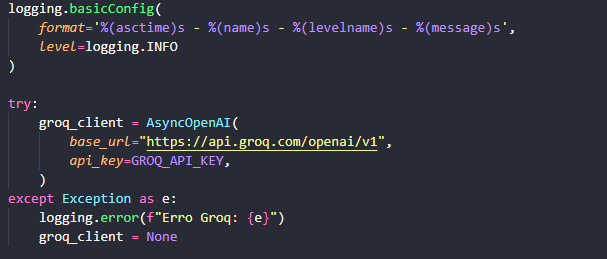 logging.basicConfig(
    format='%(asctime)s - %(name)s - %(levelname)s - %(message)s',
    level=logging.INFO
)
try:
    groq_client = AsyncOpenAI(
        base_url="https://api.groq.com/openai/v1",
        api_key=GROQ_API_KEY,
    )
except Exception as e:
    logging.error(f"Erro Groq: {e}")
    groq_client = None